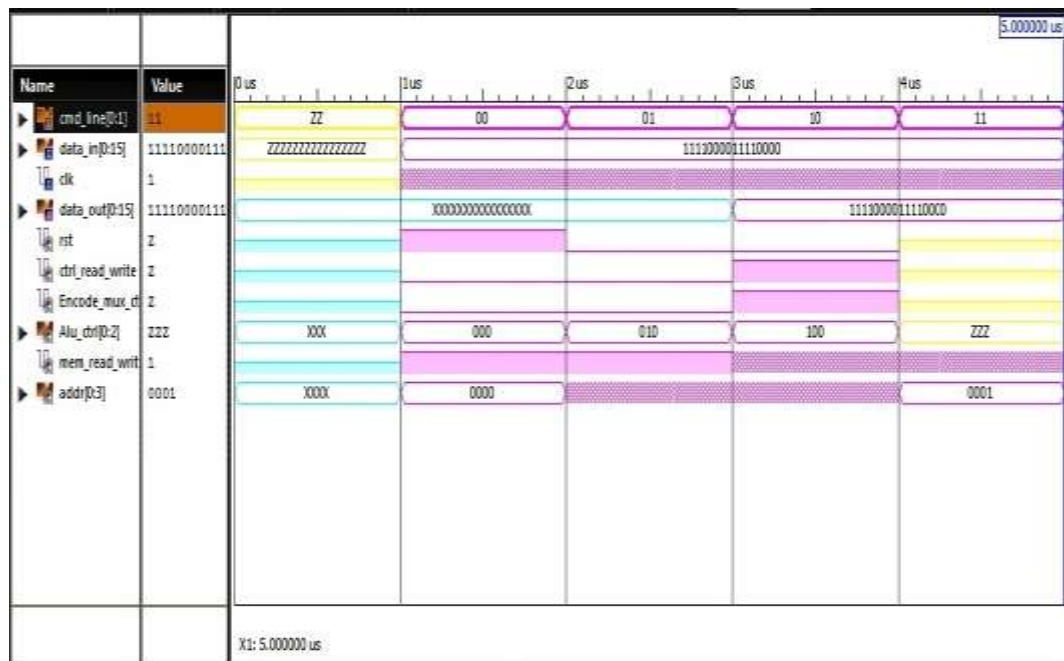 5.000000 us
Name Value 0 us 1us 2us 3us 4us
cmd_line[0:1] 11 ZZ 00 01 10 11
data_in[0:15] 11110000111 ZZZZZZZZZZZZZZZZ 1111000011110000
clk 1
data_out[0:15] 11110000111 XXXXXXXXXXXXXXXX 1111000011110000
rst Z
ctrl_read_write Z
Encode_mux_ct Z
Alu_ctrl[0:2] ZZZ XXX 000 010 100 ZZZ
mem_read_writ 1
addr[0:3] 0001 XXXX 0000 0001
X1: 5.000000 us